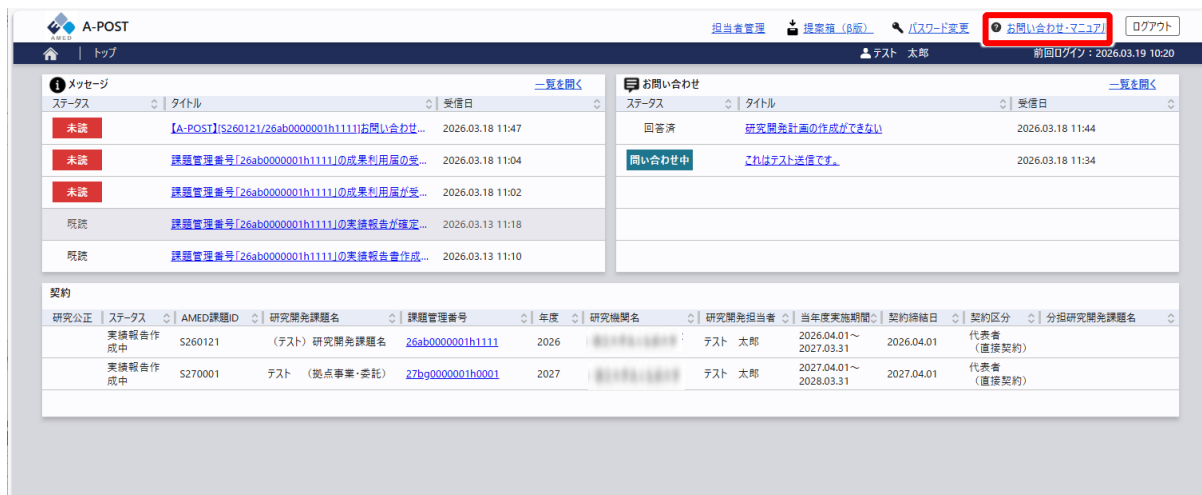 AMED
A-POST
担当者管理 提案箱（β版） パスワード変更 お問い合わせ・マニュアル ログアウト
トップ テスト 太郎 前回ログイン：2026.03.19 10:20
メッセージ 一覧を開く
ステータス タイトル 受信日
未読 【A-POST】[S260121/26ab0000001h1111]お問い合わせ... 2026.03.18 11:47
未読 課題管理番号「26ab0000001h1111」の成果利用届の受... 2026.03.18 11:04
未読 課題管理番号「26ab0000001h1111」の成果利用届が受... 2026.03.18 11:02
既読 課題管理番号「26ab0000001h1111」の実績報告が確定... 2026.03.13 11:18
既読 課題管理番号「26ab0000001h1111」の実績報告書作成... 2026.03.13 11:10
お問い合わせ 一覧を開く
ステータス タイトル 受信日
回答済 研究開発計画の作成ができない 2026.03.18 11:44
問い合わせ中 これはテスト送信です。 2026.03.18 11:34
契約
研究公正 ステータス AMED課題ID 研究開発課題名 課題管理番号 年度 研究機関名 研究開発担当者 当年度実施期間 契約締結日 契約区分 分担研究開発課題名
実績報告作
成中 S260121 （テスト）研究開発課題名 26ab0000001h1111 2026 テスト 太郎 2026.04.01～
2027.03.31 2026.04.01 代表者
（直接契約）
実績報告作
成中 S270001 テスト （拠点事業・委託） 27bg0000001h0001 2027 テスト 太郎 2027.04.01～
2028.03.31 2027.04.01 代表者
（直接契約）